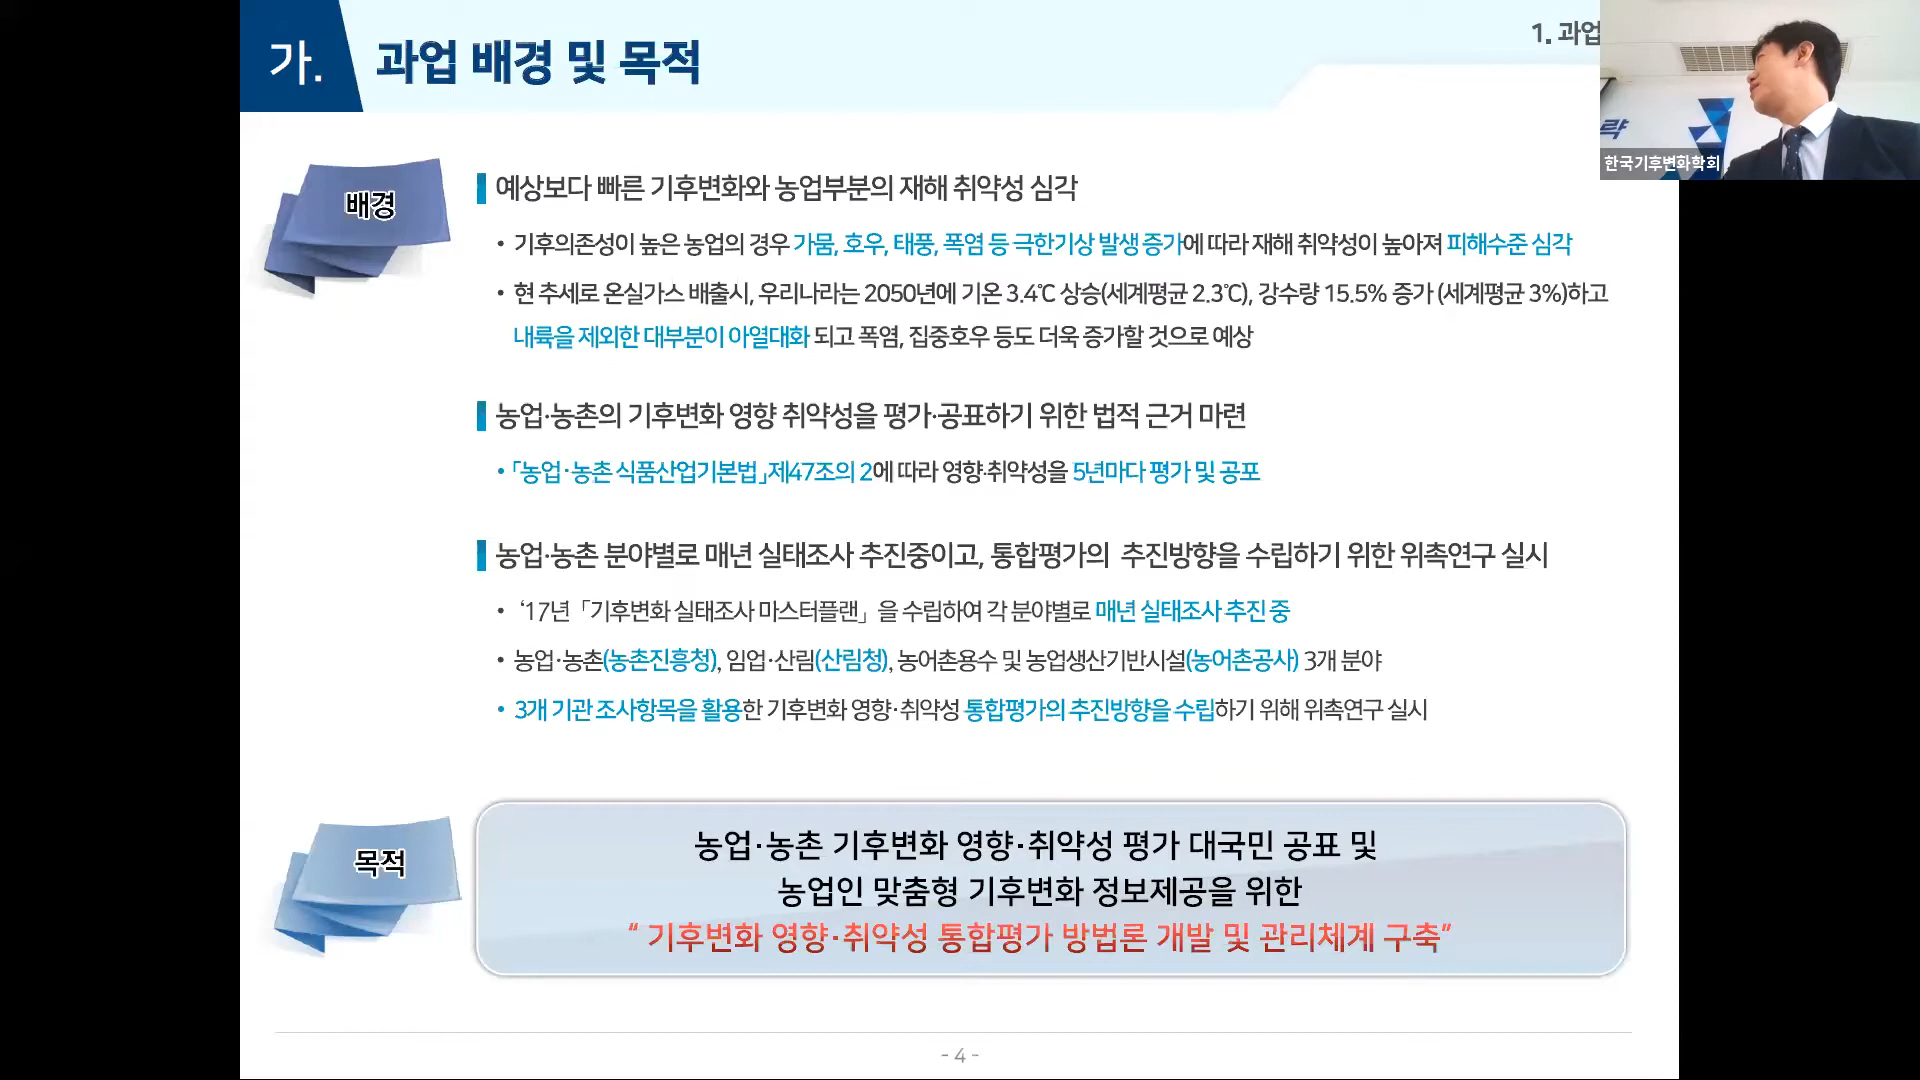 가. 과업 배경 및 목적
1. 과업
략
한국기후변화학회
배경
예상보다 빠른 기후변화와 농업부분의 재해 취약성 심각
• 기후의존성이 높은 농업의 경우 가뭄, 호우, 태풍, 폭염 등 극한기상 발생 증가에 따라 재해 취약성이 높아져 피해수준 심각
• 현 추세로 온실가스 배출시, 우리나라는 2050년에 기온 3.4℃ 상승(세계평균 2.3℃), 강수량 15.5% 증가 (세계평균 3%)하고
내륙을 제외한 대부분이 아열대화 되고 폭염, 집중호우 등도 더욱 증가할 것으로 예상
농업·농촌의 기후변화 영향 취약성을 평가·공표하기 위한 법적 근거 마련
• 「농업·농촌 식품산업기본법」제47조의 2에 따라 영향·취약성을 5년마다 평가 및 공포
농업·농촌 분야별로 매년 실태조사 추진중이고, 통합평가의 추진방향을 수립하기 위한 위촉연구 실시
• ‘17년 「기후변화 실태조사 마스터플랜」 을 수립하여 각 분야별로 매년 실태조사 추진 중
• 농업·농촌(농촌진흥청), 임업·산림(산림청), 농어촌용수 및 농업생산기반시설(농어촌공사) 3개 분야
• 3개 기관 조사항목을 활용한 기후변화 영향·취약성 통합평가의 추진방향을 수립하기 위해 위촉연구 실시
목적
농업·농촌 기후변화 영향·취약성 평가 대국민 공표 및
농업인 맞춤형 기후변화 정보제공을 위한
“ 기후변화 영향·취약성 통합평가 방법론 개발 및 관리체계 구축”
- 4 -